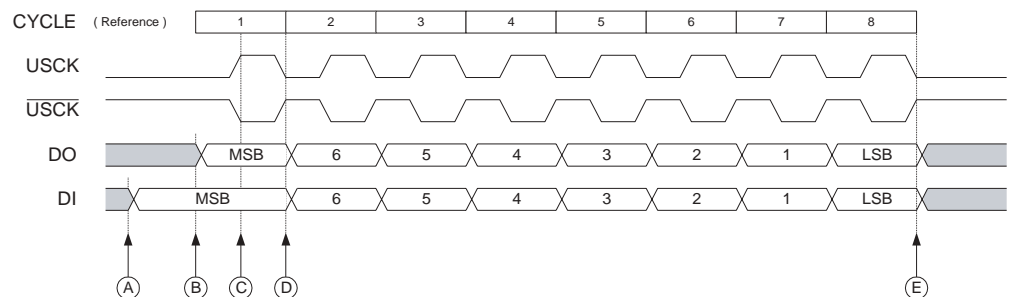 CYCLE ( Reference ) 1 2 3 4 5 6 7 8
USCK
USCK
DO MSB 6 5 4 3 2 1 LSB
DI MSB 6 5 4 3 2 1 LSB
A B C D E